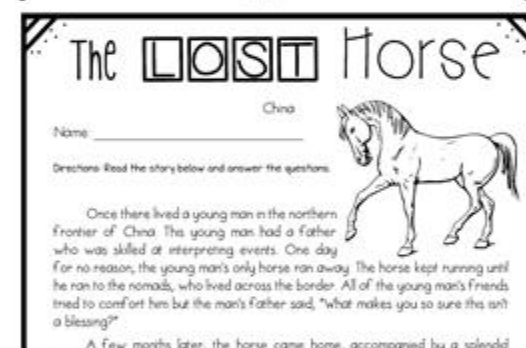 The LOST Horse
China
Name:
Directions: Read the story below and answer the questions.
Once there lived a young man in the northern
frontier of China. This young man had a father
who was skilled at interpreting events. One day
for no reason, the young man's only horse ran away. The horse kept running until
he ran to the nomads, who lived across the border. All of the young man's friends
tried to comfort him but the man's father said, "What makes you so sure this isn't
a blessing?"
A few months later, the horse came home, accompanied by a splendid